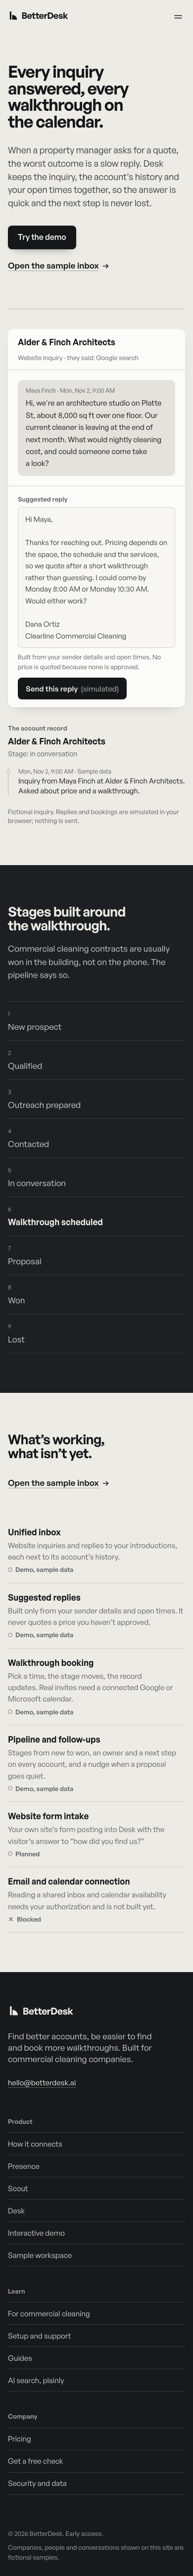 BetterDesk
Every inquiry
answered, every
walkthrough on
the calendar.
When a property manager asks for a quote,
the worst outcome is a slow reply. Desk
keeps the inquiry, the account's history and
your open times together, so the answer is
quick and the next step is never lost.
Try the demo
Open the sample inbox →
Alder & Finch Architects
Website inquiry · they said: Google search
Maya Finch · Mon, Nov 2, 9:00 AM
Hi, we're an architecture studio on Platte
St, about 8,000 sq ft over one floor. Our
current cleaner is leaving at the end of
next month. What would nightly cleaning
cost, and could someone come take
a look?
Suggested reply
Hi Maya,
Thanks for reaching out. Pricing depends on
the space, the schedule and the services,
so we quote after a short walkthrough
rather than guessing. I could come by
Monday 8:00 AM or Monday 10:30 AM.
Would either work?
Dana Ortiz
Clearline Commercial Cleaning
Built from your sender details and open times. No
price is quoted because none is approved.
Send this reply (simulated)
The account record
Alder & Finch Architects
Stage: In conversation
Mon, Nov 2, 9:00 AM · Sample data
Inquiry from Maya Finch at Alder & Finch Architects.
Asked about price and a walkthrough.
Fictional inquiry. Replies and bookings are simulated in your
browser; nothing is sent.
Stages built around
the walkthrough.
Commercial cleaning contracts are usually
won in the building, not on the phone. The
pipeline says so.
1
New prospect
2
Qualified
3
Outreach prepared
4
Contacted
5
In conversation
6
Walkthrough scheduled
7
Proposal
8
Won
9
Lost
What's working,
what isn't yet.
Open the sample inbox →
Unified inbox
Website inquiries and replies to your introductions,
each next to its account's history.
Demo, sample data
Suggested replies
Built only from your sender details and open times. It
never quotes a price you haven't approved.
Demo, sample data
Walkthrough booking
Pick a time, the stage moves, the record
updates. Real invites need a connected Google or
Microsoft calendar.
Demo, sample data
Pipeline and follow-ups
Stages from new to won, an owner and a next step
on every account, and a nudge when a proposal
goes quiet.
Demo, sample data
Website form intake
Your own site's form posting into Desk with the
visitor's answer to "how did you find us?"
Planned
Email and calendar connection
Reading a shared inbox and calendar availability
needs your authorization and is not built yet.
× Blocked
BetterDesk
Find better accounts, be easier to find
and book more walkthroughs. Built for
commercial cleaning companies.
hello@betterdesk.ai
Product
How it connects
Presence
Scout
Desk
Interactive demo
Sample workspace
Learn
For commercial cleaning
Setup and support
Guides
AI search, plainly
Company
Pricing
Get a free check
Security and data
© 2026 BetterDesk. Early access.
Companies, people and conversations shown on this site are
fictional samples.